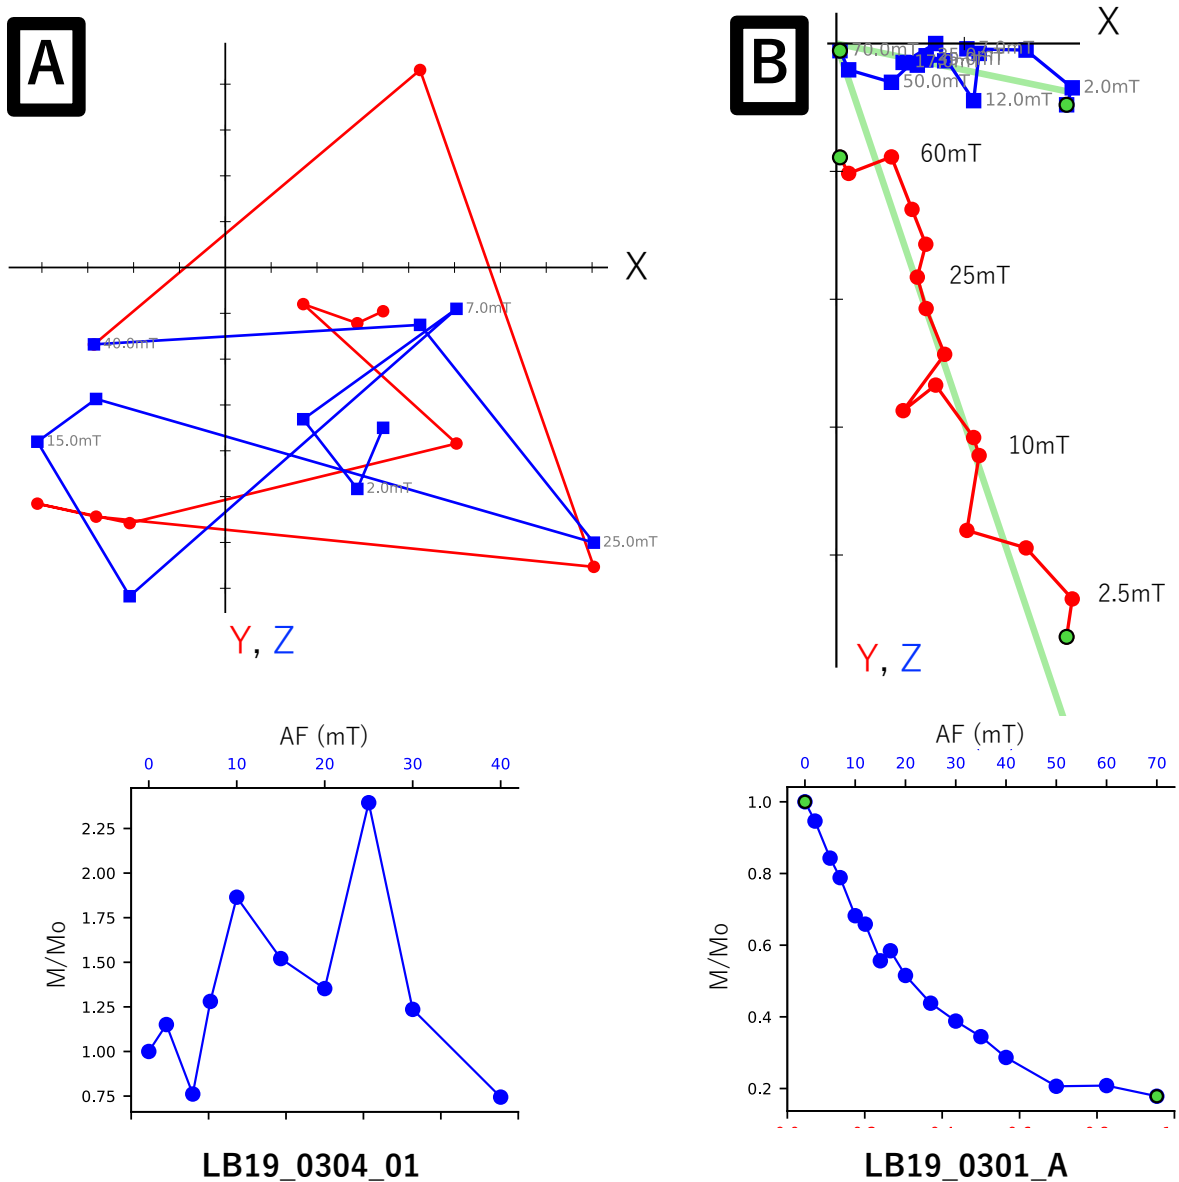 A
X
7.0mT
40.0mT
15.0mT
2.0mT
25.0mT
Y, Z
AF (mT)
0 10 20 30 40
2.25
2.00
1.75
1.50
1.25
1.00
0.75
M/Mo
LB19_0304_01
B
X
70.0mT
2.0mT
50.0mT
12.0mT
60mT
25mT
10mT
2.5mT
Y, Z
AF (mT)
0 10 20 30 40 50 60 70
1.0
0.8
0.6
0.4
0.2
M/Mo
LB19_0301_A